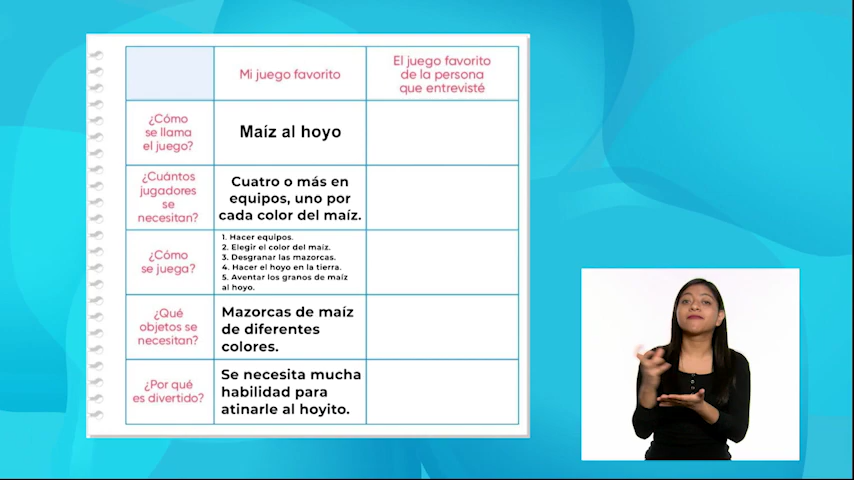 Mi juego favorito
El juego favorito
de la persona
que entrevisté
¿Cómo
se llama
el juego?
Maíz al hoyo
¿Cuántos
jugadores
se
necesitan?
Cuatro o más en
equipos, uno por
cada color del maíz.
¿Cómo
se juega?
1. Hacer equipos.
2. Elegir el color del maíz.
3. Desgranar las mazorcas.
4. Hacer el hoyo en la tierra.
5. Aventar los granos de maíz
al hoyo.
¿Qué
objetos se
necesitan?
Mazorcas de maíz
de diferentes
colores.
¿Por qué
es divertido?
Se necesita mucha
habilidad para
atinarle al hoyito.